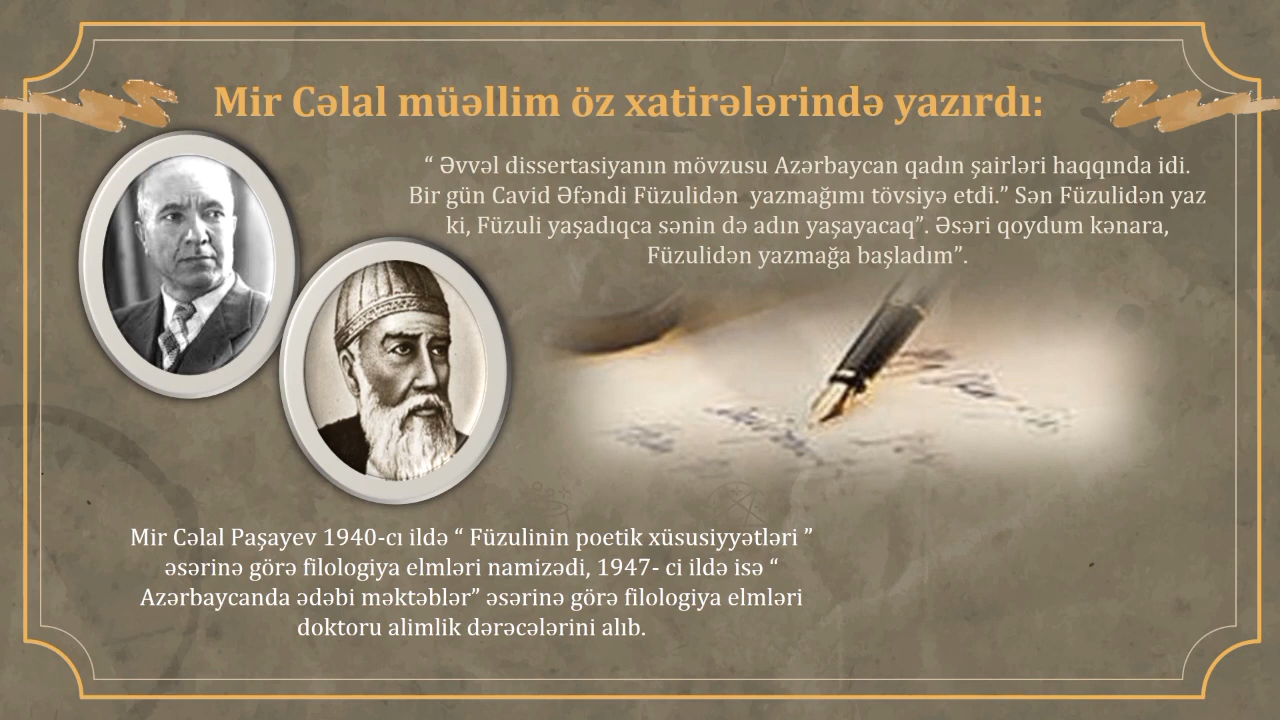 Mir Cəlal müəllim öz xatirələrində yazırdı:
“ Əvvəl dissertasiyanın mövzusu Azərbaycan qadın şairləri haqqında idi.
Bir gün Cavid Əfəndi Füzulidən yazmağımı tövsiyə etdi.” Sən Füzulidən yaz
ki, Füzuli yaşadıqca sənin də adın yaşayacaq”. Əsəri qoydum kənara,
Füzulidən yazmağa başladım”.
Mir Cəlal Paşayev 1940-cı ildə “ Füzulinin poetik xüsusiyyətləri ”
əsərinə görə filologiya elmləri namizədi, 1947- ci ildə isə “
Azərbaycanda ədəbi məktəblər” əsərinə görə filologiya elmləri
doktoru alimlik dərəcələrini alıb.